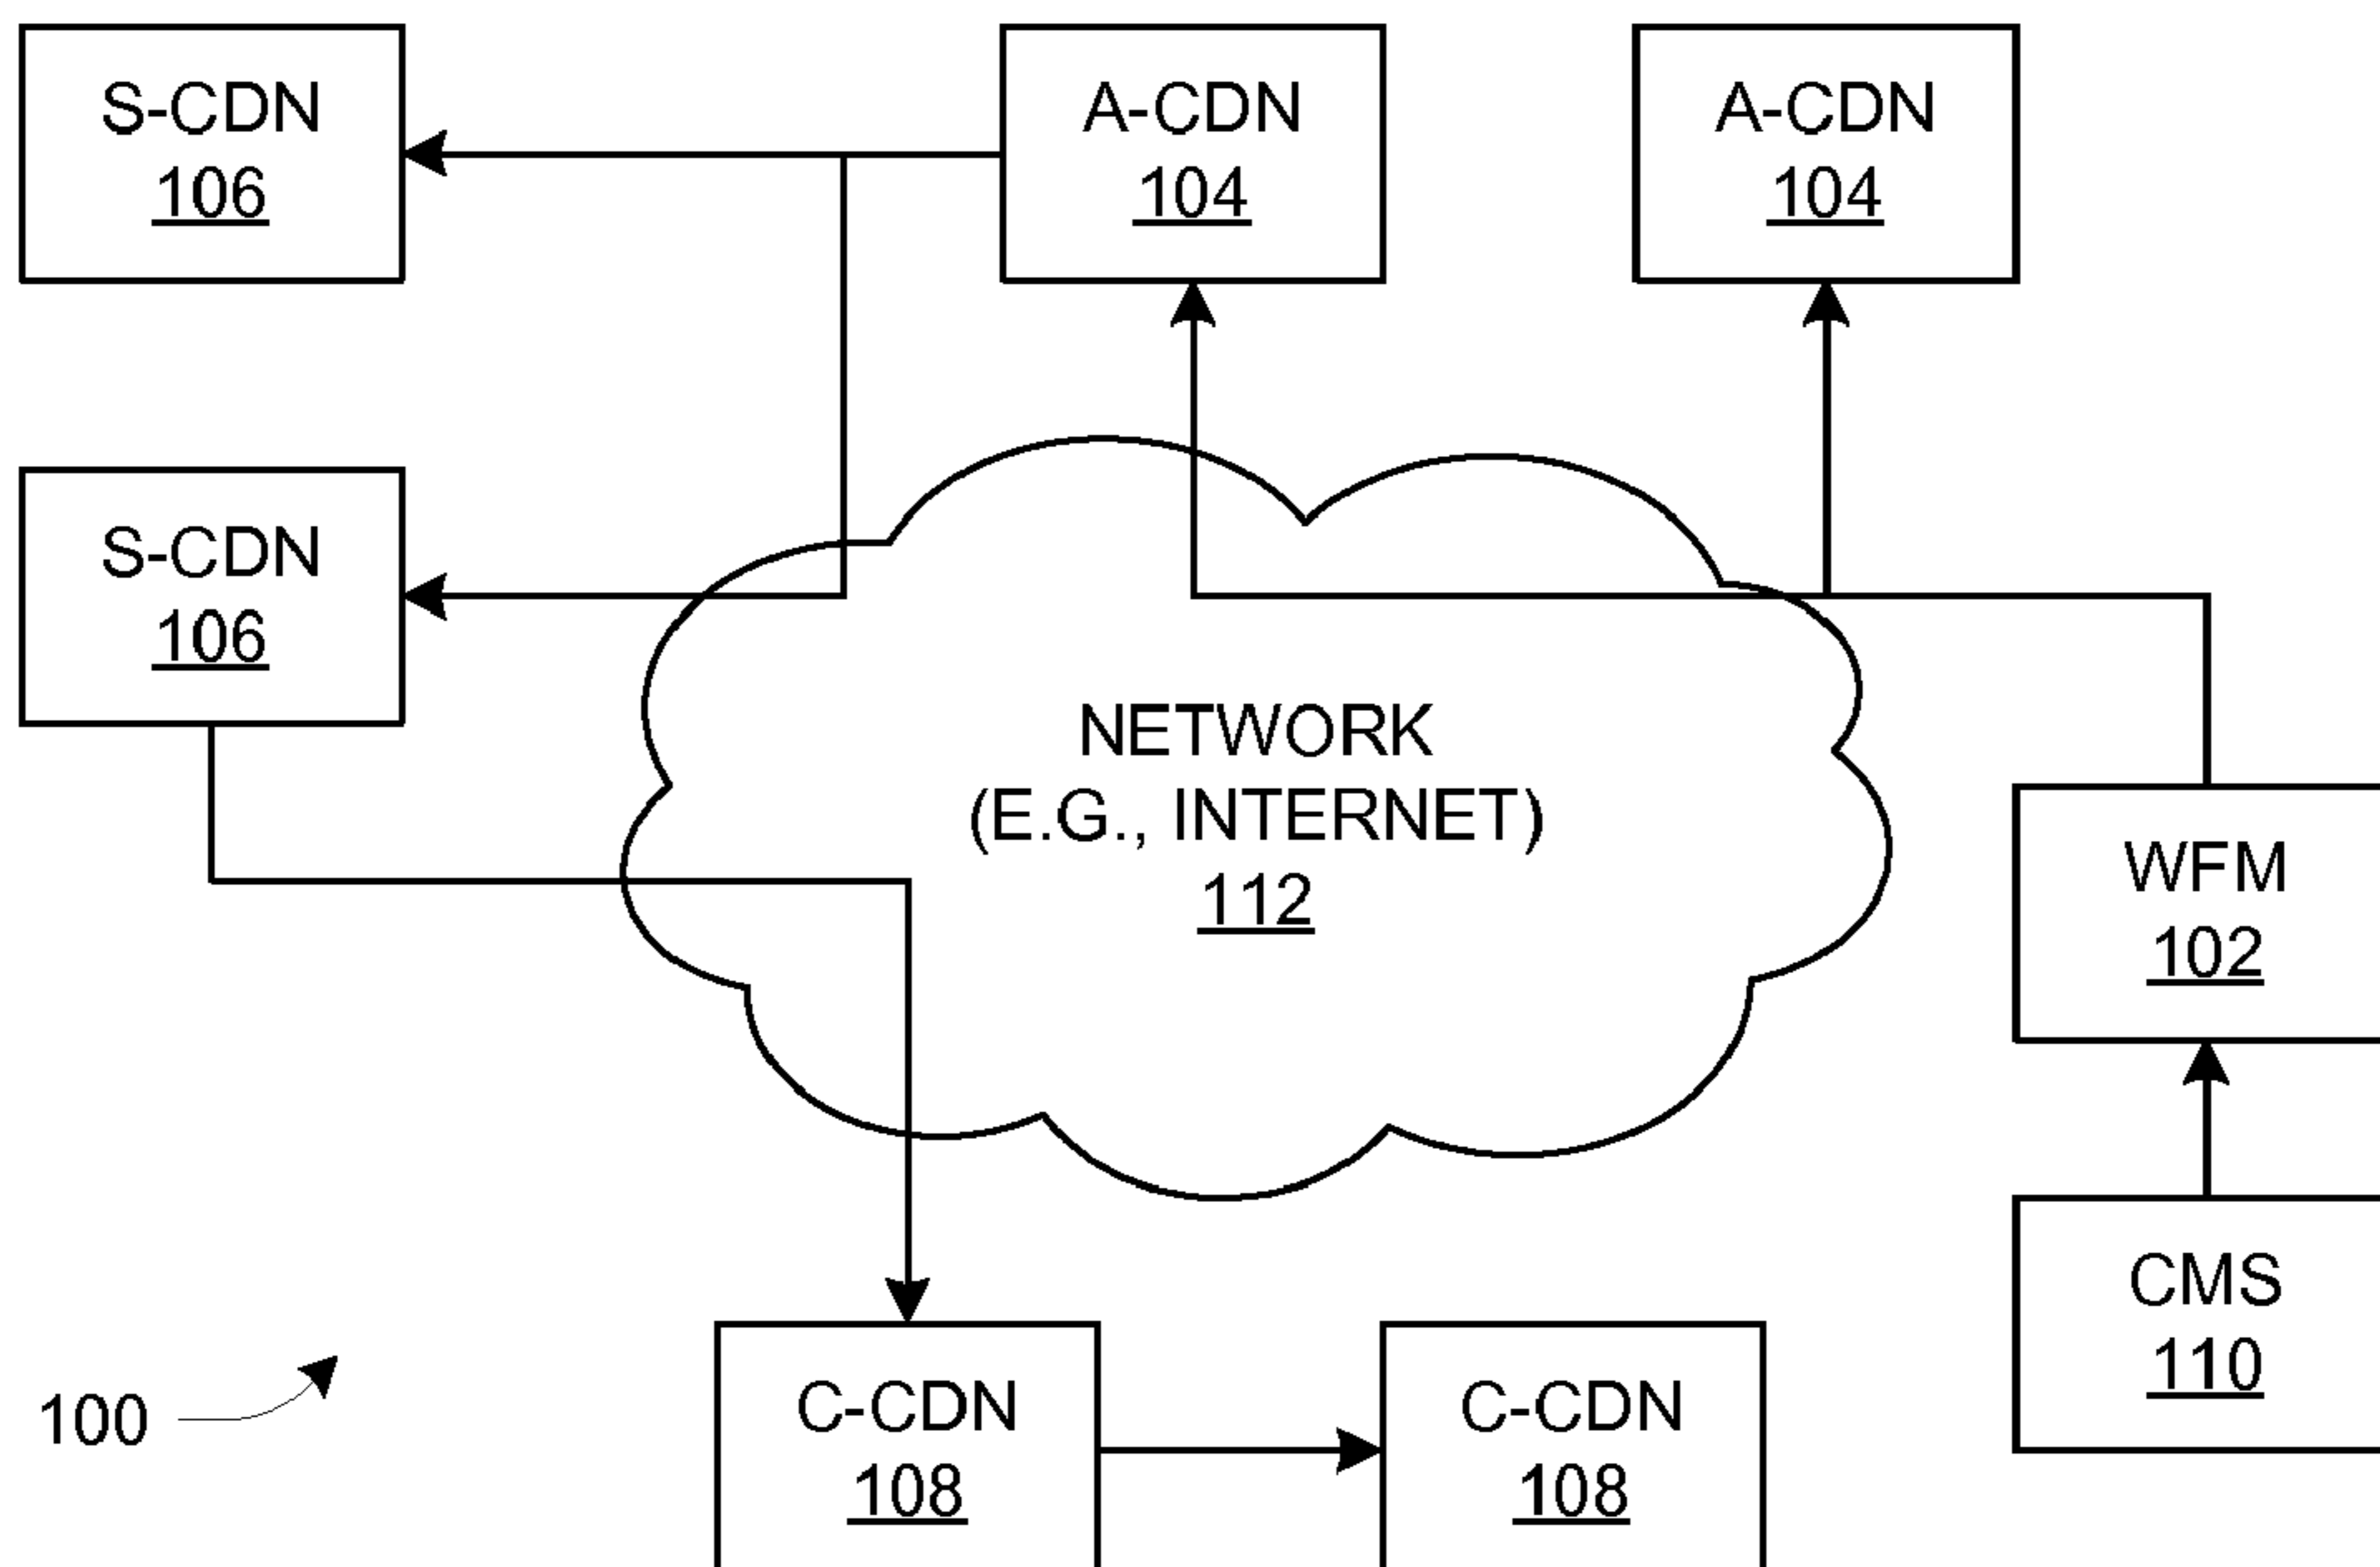 S-CDN
106
A-CDN
104
A-CDN
104
S-CDN
106
NETWORK
(E.G., INTERNET)
112
WFM
102
CMS
110
100
C-CDN
108
C-CDN
108